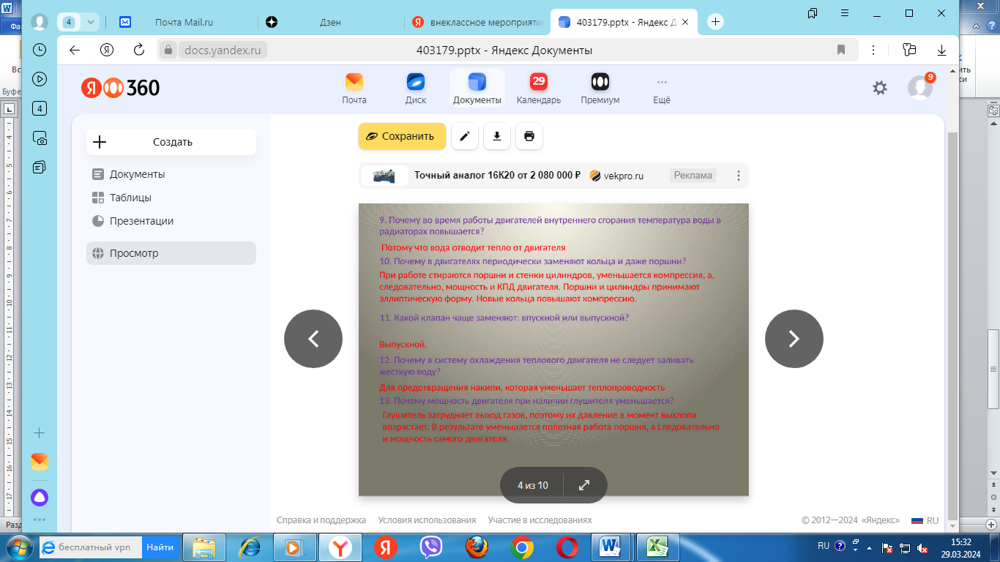 4
Почта Mail.ru
Дзен
внеклассное мероприяти
403179.pptx - Яндекс Д
docs.yandex.ru
403179.pptx - Яндекс Документы
Я 360
Почта
Диск
Документы
29
Календарь
Премиум
Ещё
9
Создать
Документы
Таблицы
Презентации
Просмотр
Сохранить
Точный аналог 16К20 от 2 080 000 ₽
vekpro.ru
Реклама
9. Почему во время работы двигателей внутреннего сгорания температура воды в
радиаторах повышается?
Потому что вода отводит тепло от двигателя
10. Почему в двигателях периодически заменяют кольца и даже поршни?
При работе стираются поршни и стенки цилиндров, уменьшается компрессия, а,
следовательно, мощность и КПД двигателя. Поршни и цилиндры принимают
эллиптическую форму. Новые кольца повышают компрессию.
11. Какой клапан чаще заменяют: впускной или выпускной?
Выпускной.
12. Почему в систему охлаждения теплового двигателя не следует заливать
жесткую воду?
Для предотвращения накипи, которая уменьшает теплопроводность
13. Почему мощность двигателя при наличии глушителя уменьшается?
Глушитель затрудняет выход газов, поэтому их давление в момент выхлопа
возрастает. В результате уменьшается полезная работа поршня, а следовательно
и мощность самого двигателя.
4 из 10
Справка и поддержка
Условия использования
Участие в исследованиях
© 2012—2024 «Яндекс»
RU
бесплатный vpn
Найти
RU
15:32
29.03.2024